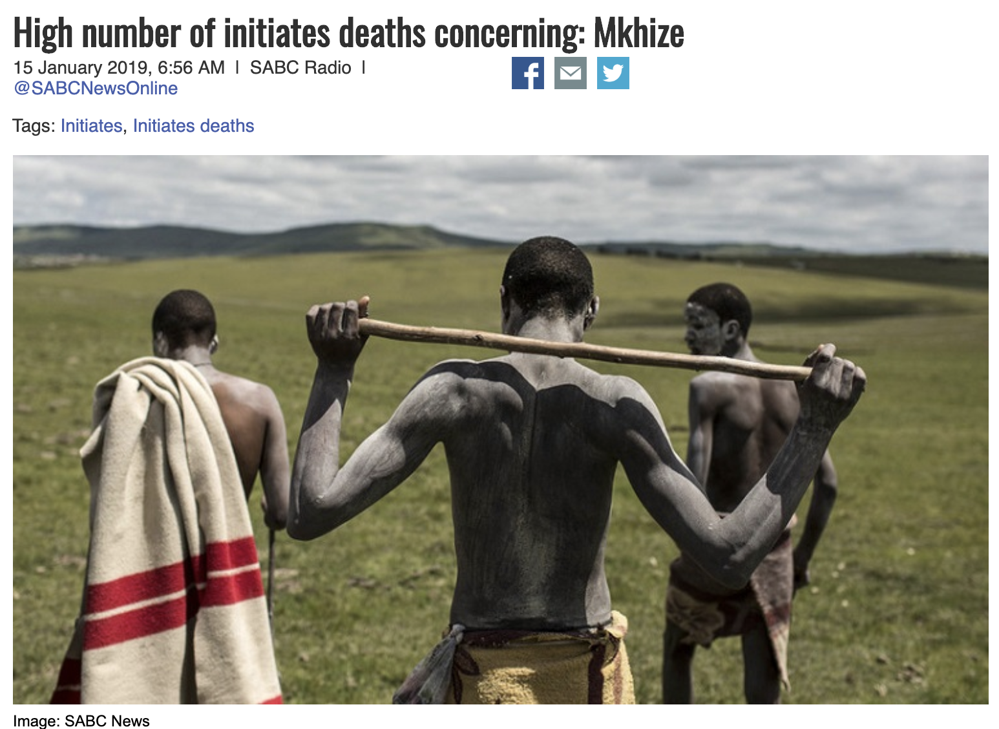 High number of initiates deaths concerning: Mkhize
15 January 2019, 6:56 AM | SABC Radio |
@SABCNewsOnline
Tags: Initiates, Initiates deaths
Image: SABC News